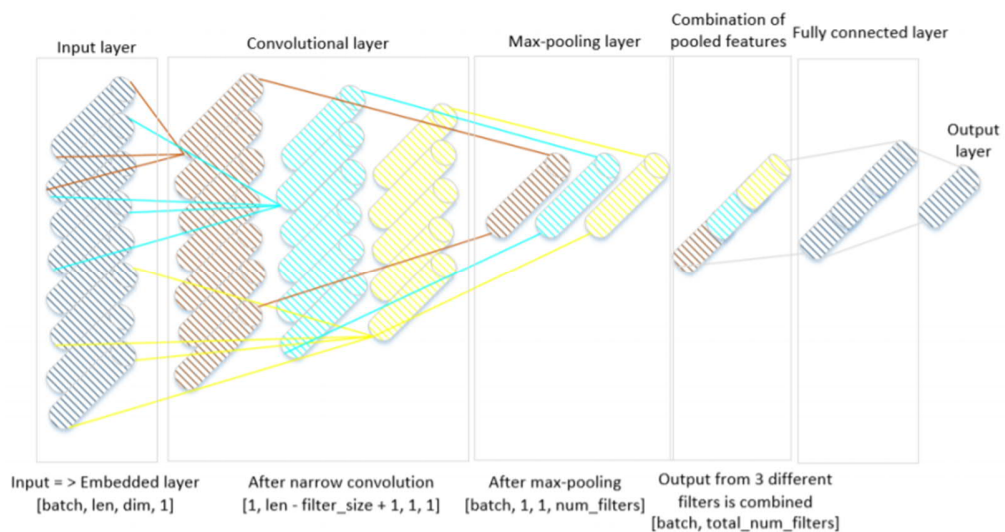 Input layer
Convolutional layer
Max-pooling layer
Combination of
pooled features
Fully connected layer
Output
layer
Input = > Embedded layer
[batch, len, dim, 1]
After narrow convolution
[1, len - filter_size + 1, 1, 1]
After max-pooling
[batch, 1, 1, num_filters]
Output from 3 different
filters is combined
[batch, total_num_filters]